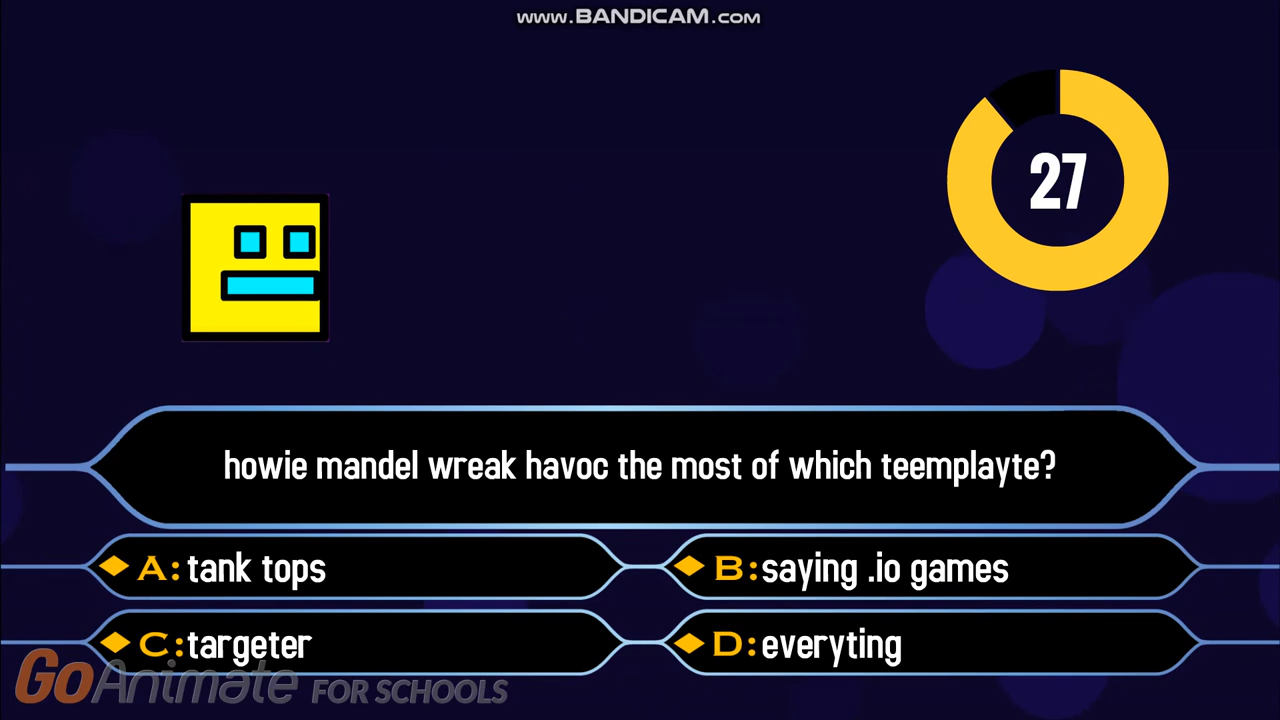 www.BANDICAM.com
27
howie mandel wreak havoc the most of which teemplayte?
A: tank tops
B: saying .io games
C: targeter
D: everyting
GoAnimate FOR SCHOOLS